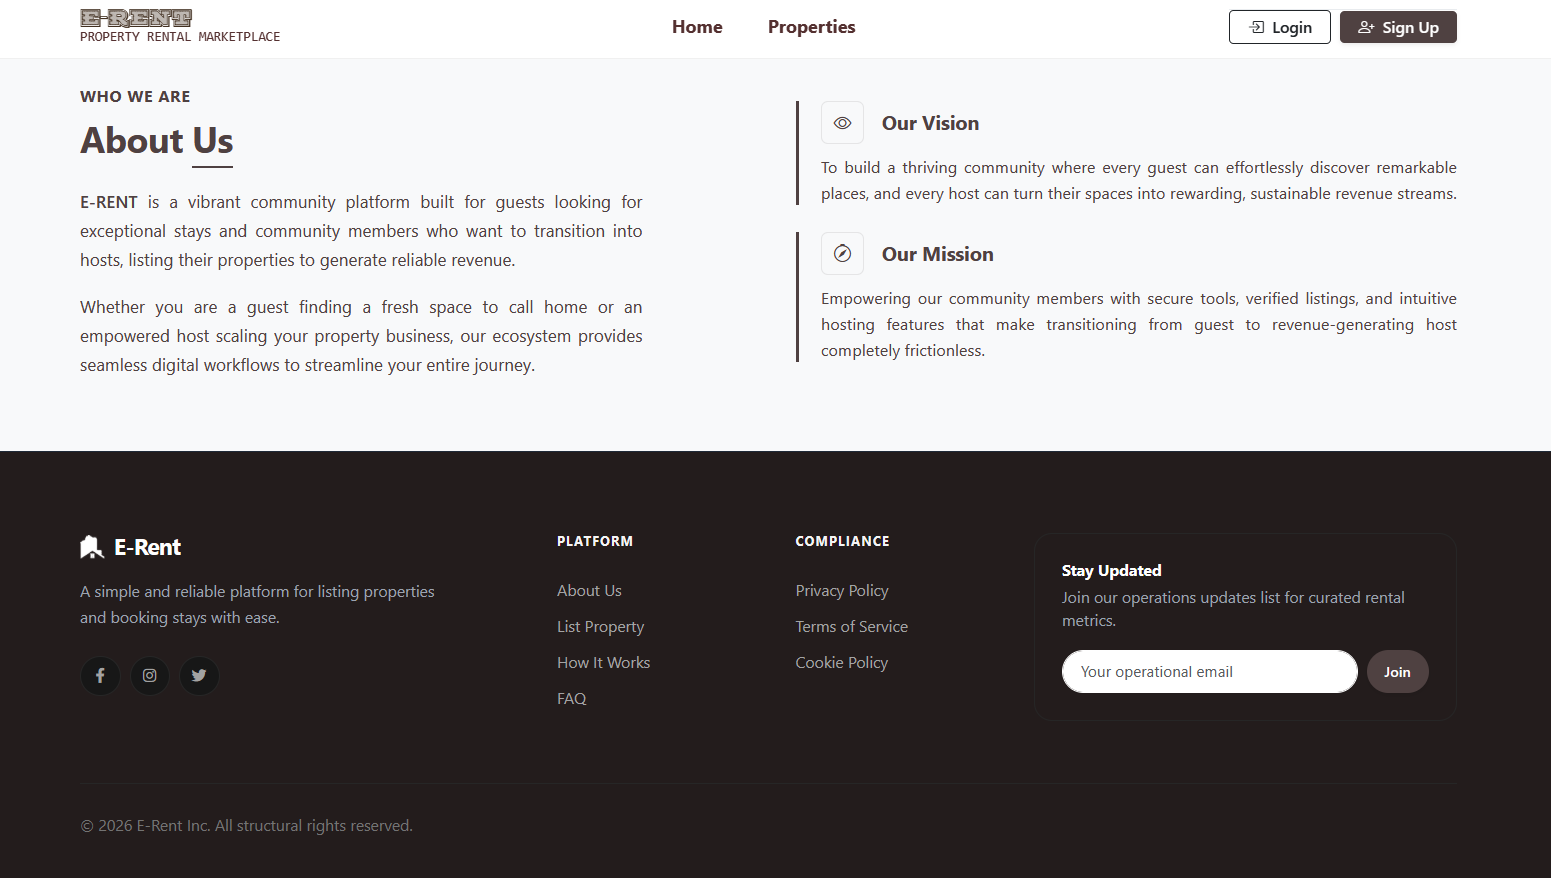 E-RENT
PROPERTY RENTAL MARKETPLACE
Home
Properties
Login
Sign Up
WHO WE ARE
About Us
E-RENT is a vibrant community platform built for guests looking for
exceptional stays and community members who want to transition into
hosts, listing their properties to generate reliable revenue.
Whether you are a guest finding a fresh space to call home or an
empowered host scaling your property business, our ecosystem provides
seamless digital workflows to streamline your entire journey.
Our Vision
To build a thriving community where every guest can effortlessly discover remarkable
places, and every host can turn their spaces into rewarding, sustainable revenue streams.
Our Mission
Empowering our community members with secure tools, verified listings, and intuitive
hosting features that make transitioning from guest to revenue-generating host
completely frictionless.
E-Rent
A simple and reliable platform for listing properties
and booking stays with ease.
PLATFORM
About Us
List Property
How It Works
FAQ
COMPLIANCE
Privacy Policy
Terms of Service
Cookie Policy
Stay Updated
Join our operations updates list for curated rental
metrics.
Your operational email
Join
© 2026 E-Rent Inc. All structural rights reserved.